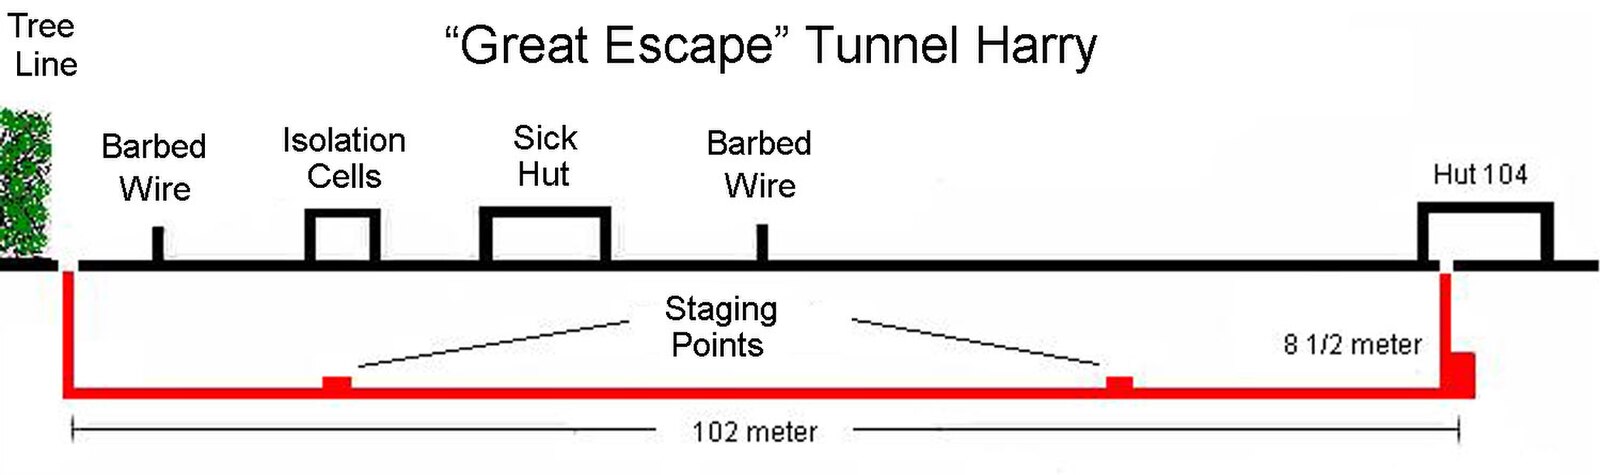 “Great Escape” Tunnel Harry
Tree
Line
Barbed
Wire
Isolation
Cells
Sick
Hut
Barbed
Wire
Hut 104
Staging
Points
8 1/2 meter
102 meter